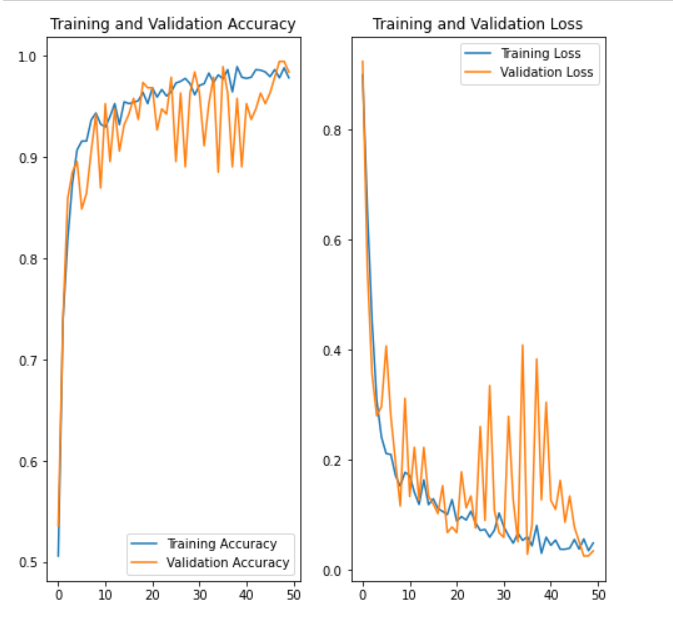 Training and Validation Accuracy
1.0
0.9
0.8
0.7
0.6
0.5
0 10 20 30 40 50
Training Accuracy
Validation Accuracy
Training and Validation Loss
0.8
0.6
0.4
0.2
0.0
0 10 20 30 40 50
Training Loss
Validation Loss